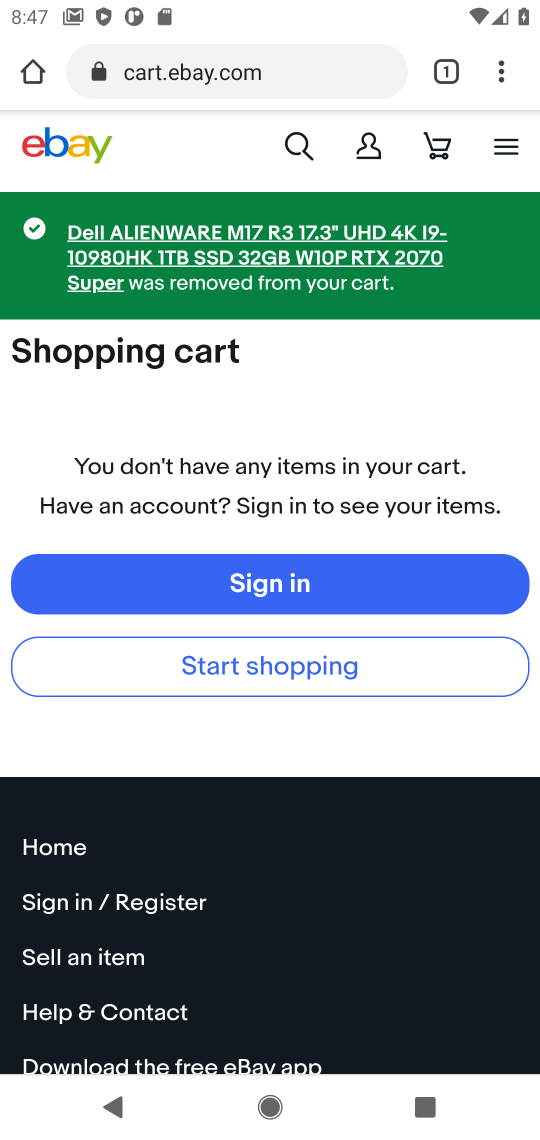 8:47
cart.ebay.com
1
ebay
Dell ALIENWARE M17 R3 17.3" UHD 4K I9-
10980HK 1TB SSD 32GB W10P RTX 2070
Super was removed from your cart.
Shopping cart
You don't have any items in your cart.
Have an account? Sign in to see your items.
Sign in
Start shopping
Home
Sign in / Register
Sell an item
Help & Contact
Download the free eBay app